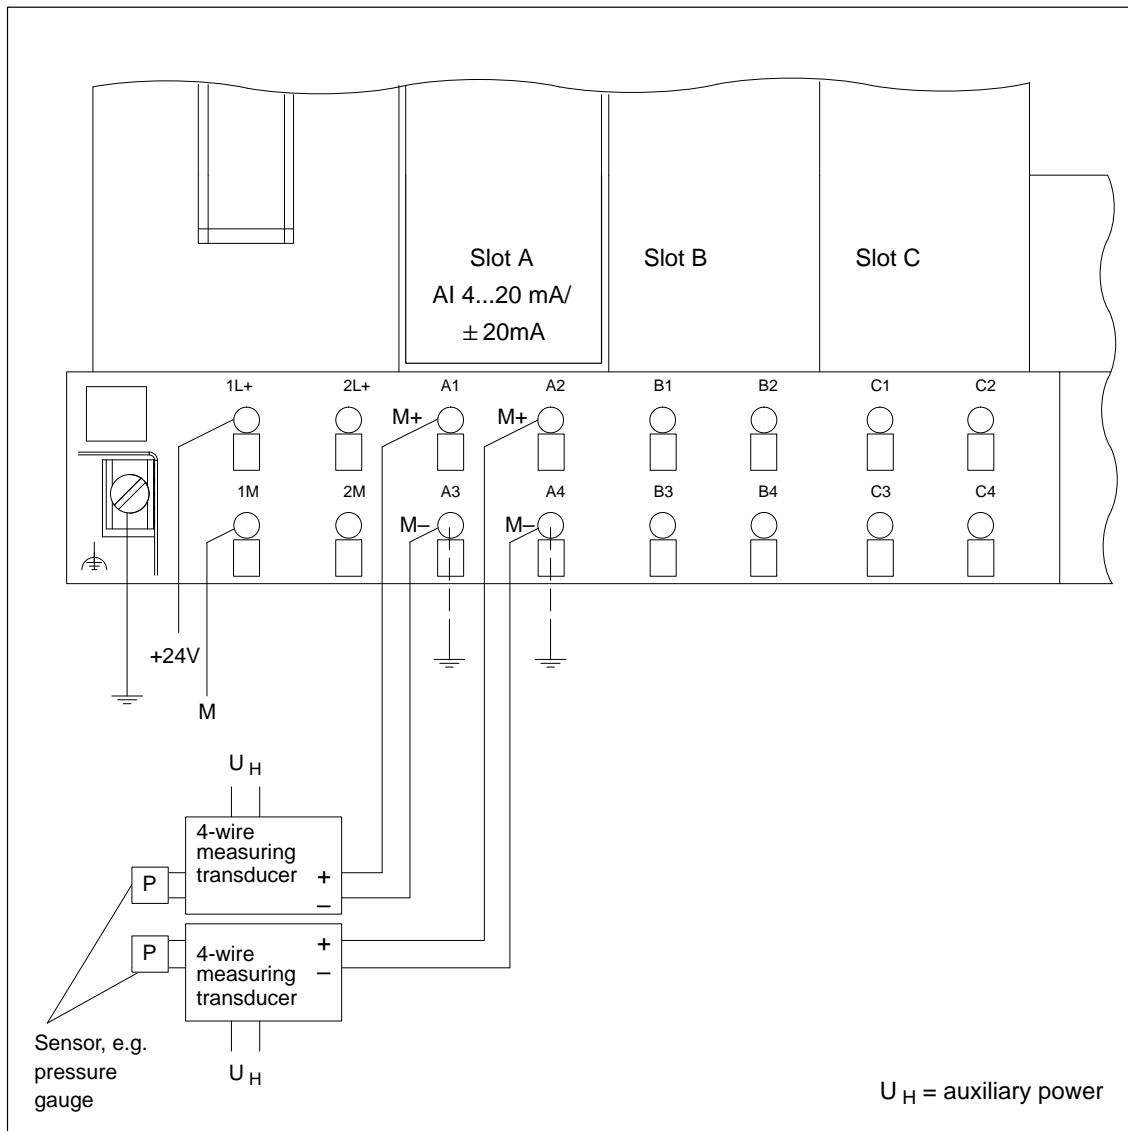 Slot A
AI 4...20 mA/
± 20mA
Slot B
Slot C
1L+
2L+
A1
A2
B1
B2
C1
C2
M+
M+
1M
2M
A3
A4
B3
B4
C3
C4
M–
M–
+24V
M
U H
4-wire
measuring
transducer
+
–
P
P
4-wire
measuring
transducer
+
–
Sensor, e.g.
pressure
gauge
U H
U H = auxiliary power